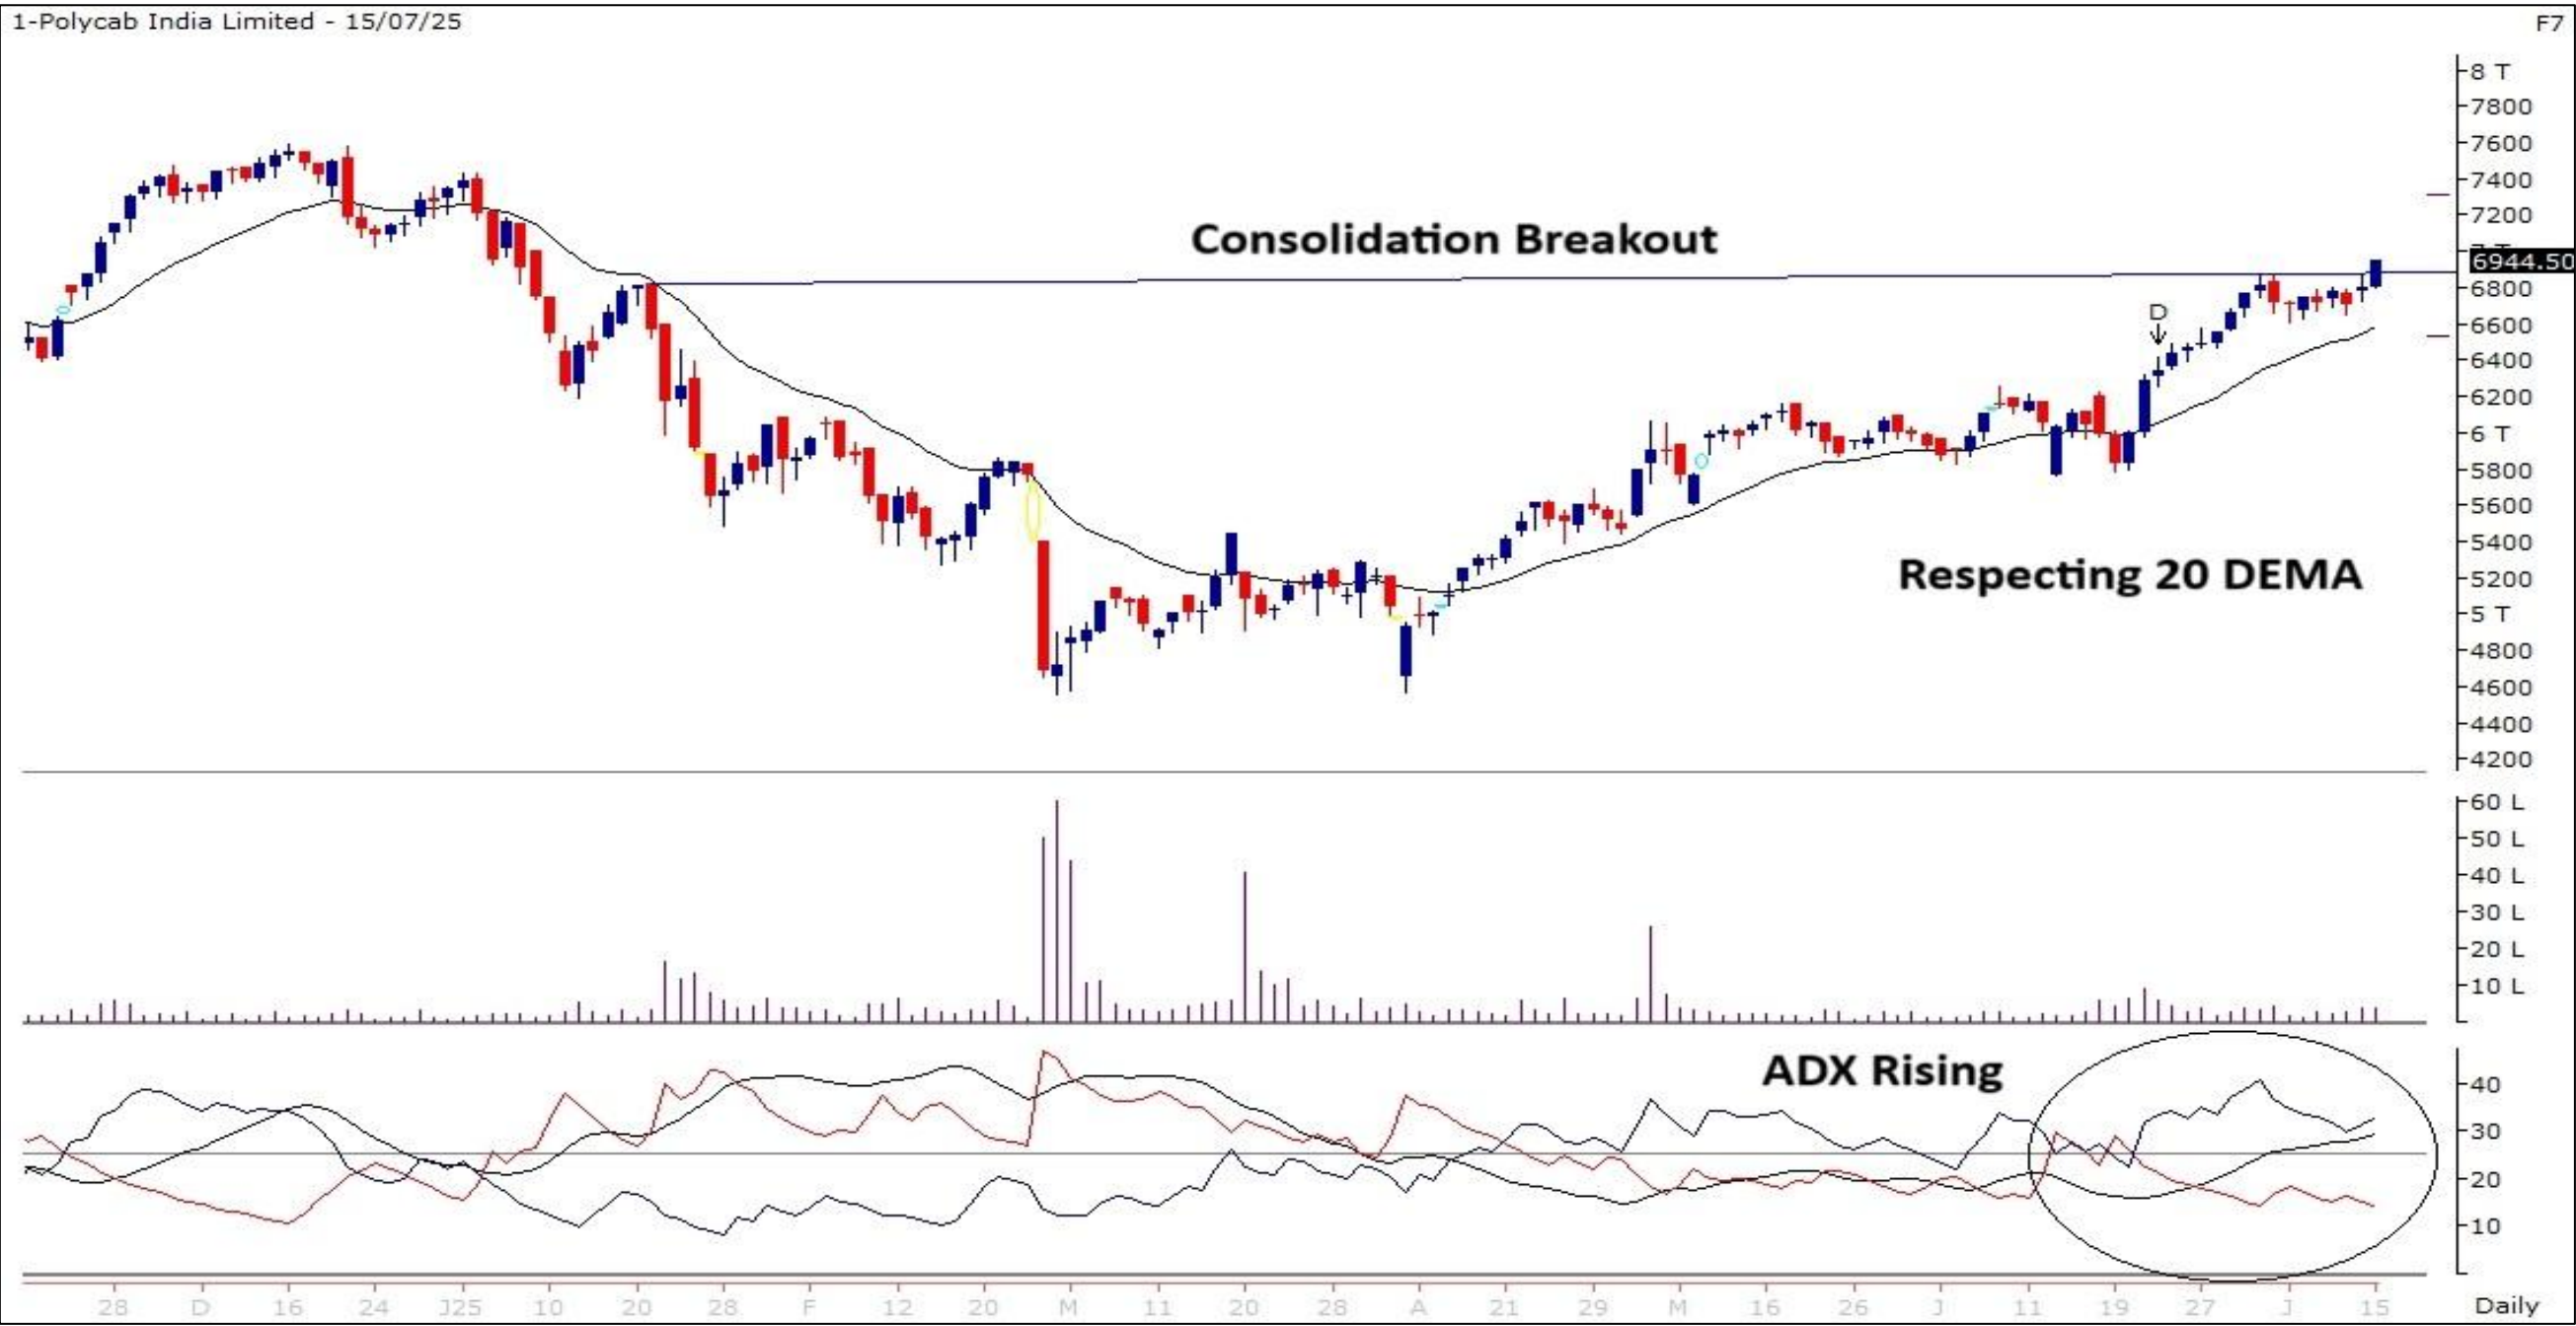 1-Polycab India Limited - 15/07/25
F7
8 T
7800
7600
7400
7200
6944.50
6800
6600
6400
6200
6 T
5800
5600
5400
5200
5 T
4800
4600
4400
4200
Consolidation Breakout
D
Respecting 20 DEMA
60 L
50 L
40 L
30 L
20 L
10 L
ADX Rising
40
30
20
10
28 D 16 24 J25 10 20 28 F 12 20 M 11 20 28 A 21 29 M 16 26 J 11 19 27 J 15 Daily